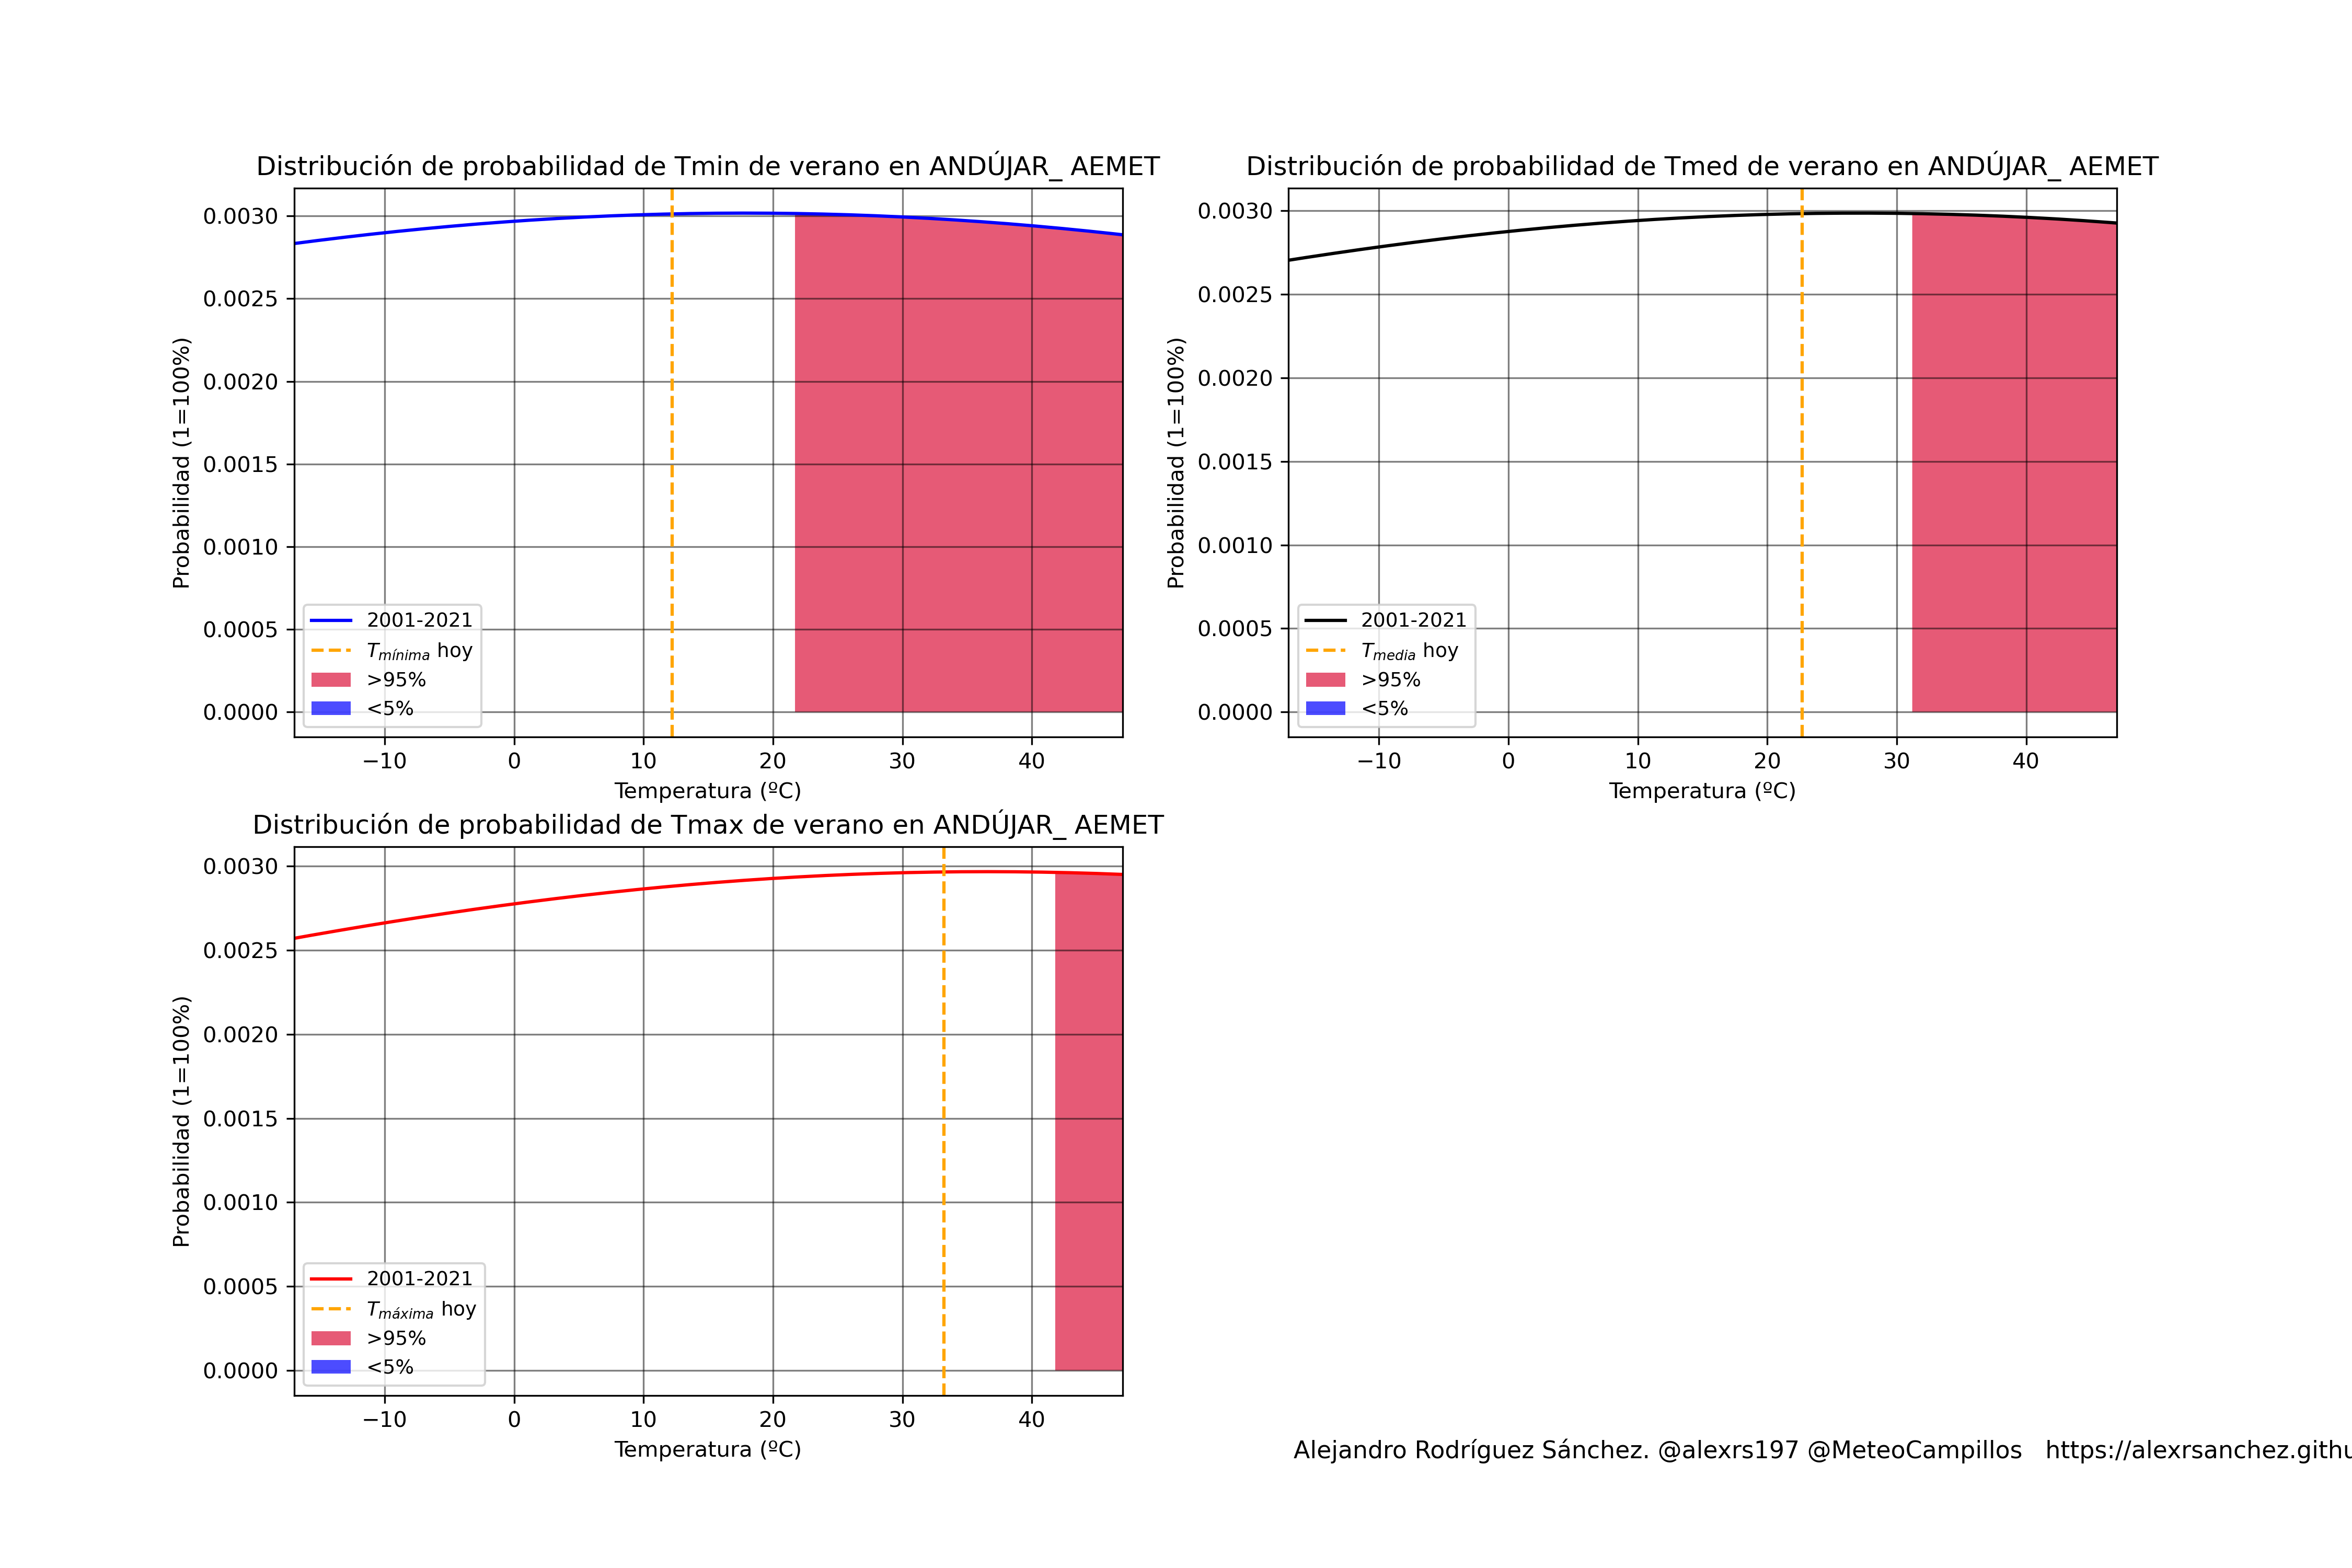 Distribución de probabilidad de Tmin de verano en ANDÚJAR_ AEMET
Probabilidad (1=100%)
0.0030
0.0025
0.0020
0.0015
0.0010
0.0005
0.0000
2001-2021
Tmínima hoy
>95%
<5%
−10 0 10 20 30 40
Temperatura (ºC)
Distribución de probabilidad de Tmed de verano en ANDÚJAR_ AEMET
Probabilidad (1=100%)
0.0030
0.0025
0.0020
0.0015
0.0010
0.0005
0.0000
2001-2021
Tmedia hoy
>95%
<5%
−10 0 10 20 30 40
Temperatura (ºC)
Distribución de probabilidad de Tmax de verano en ANDÚJAR_ AEMET
Probabilidad (1=100%)
0.0030
0.0025
0.0020
0.0015
0.0010
0.0005
0.0000
2001-2021
Tmáxima hoy
>95%
<5%
−10 0 10 20 30 40
Temperatura (ºC)
Alejandro Rodríguez Sánchez. @alexrs197 @MeteoCampillos https://alexrsanchez.githu